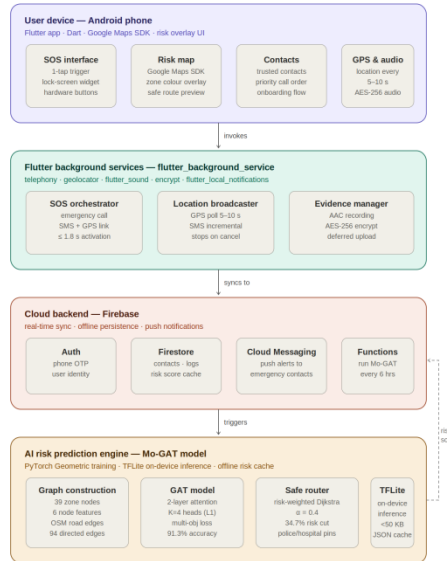 User device — Android phone
Flutter app · Dart · Google Maps SDK · risk overlay UI
SOS interface
1-tap trigger
lock-screen widget
hardware buttons
Risk map
Google Maps SDK
zone colour overlay
safe route preview
Contacts
trusted contacts
priority call order
onboarding flow
GPS & audio
location every
5–10 s
AES-256 audio
invokes
Flutter background services — flutter_background_service
telephony · geolocator · flutter_sound · encrypt · flutter_local_notifications
SOS orchestrator
emergency call
SMS + GPS link
≤ 1.8 s activation
Location broadcaster
GPS poll 5–10 s
SMS incremental
stops on cancel
Evidence manager
AAC recording
AES-256 encrypt
deferred upload
syncs to
Cloud backend — Firebase
real-time sync · offline persistence · push notifications
Auth
phone OTP
user identity
Firestore
contacts · logs
risk score cache
Cloud Messaging
push alerts to
emergency contacts
Functions
run Mo-GAT
every 6 hrs
triggers
AI risk prediction engine — Mo-GAT model
PyTorch Geometric training · TFLite on-device inference · offline risk cache
Graph construction
39 zone nodes
6 node features
OSM road edges
94 directed edges
GAT model
2-layer attention
K=4 heads (L1)
multi-obj loss
91.3% accuracy
Safe router
risk-weighted Dijkstra
α = 0.4
34.7% risk cut
police/hospital pins
TFLite
on-device
inference
<50 KB
JSON cache